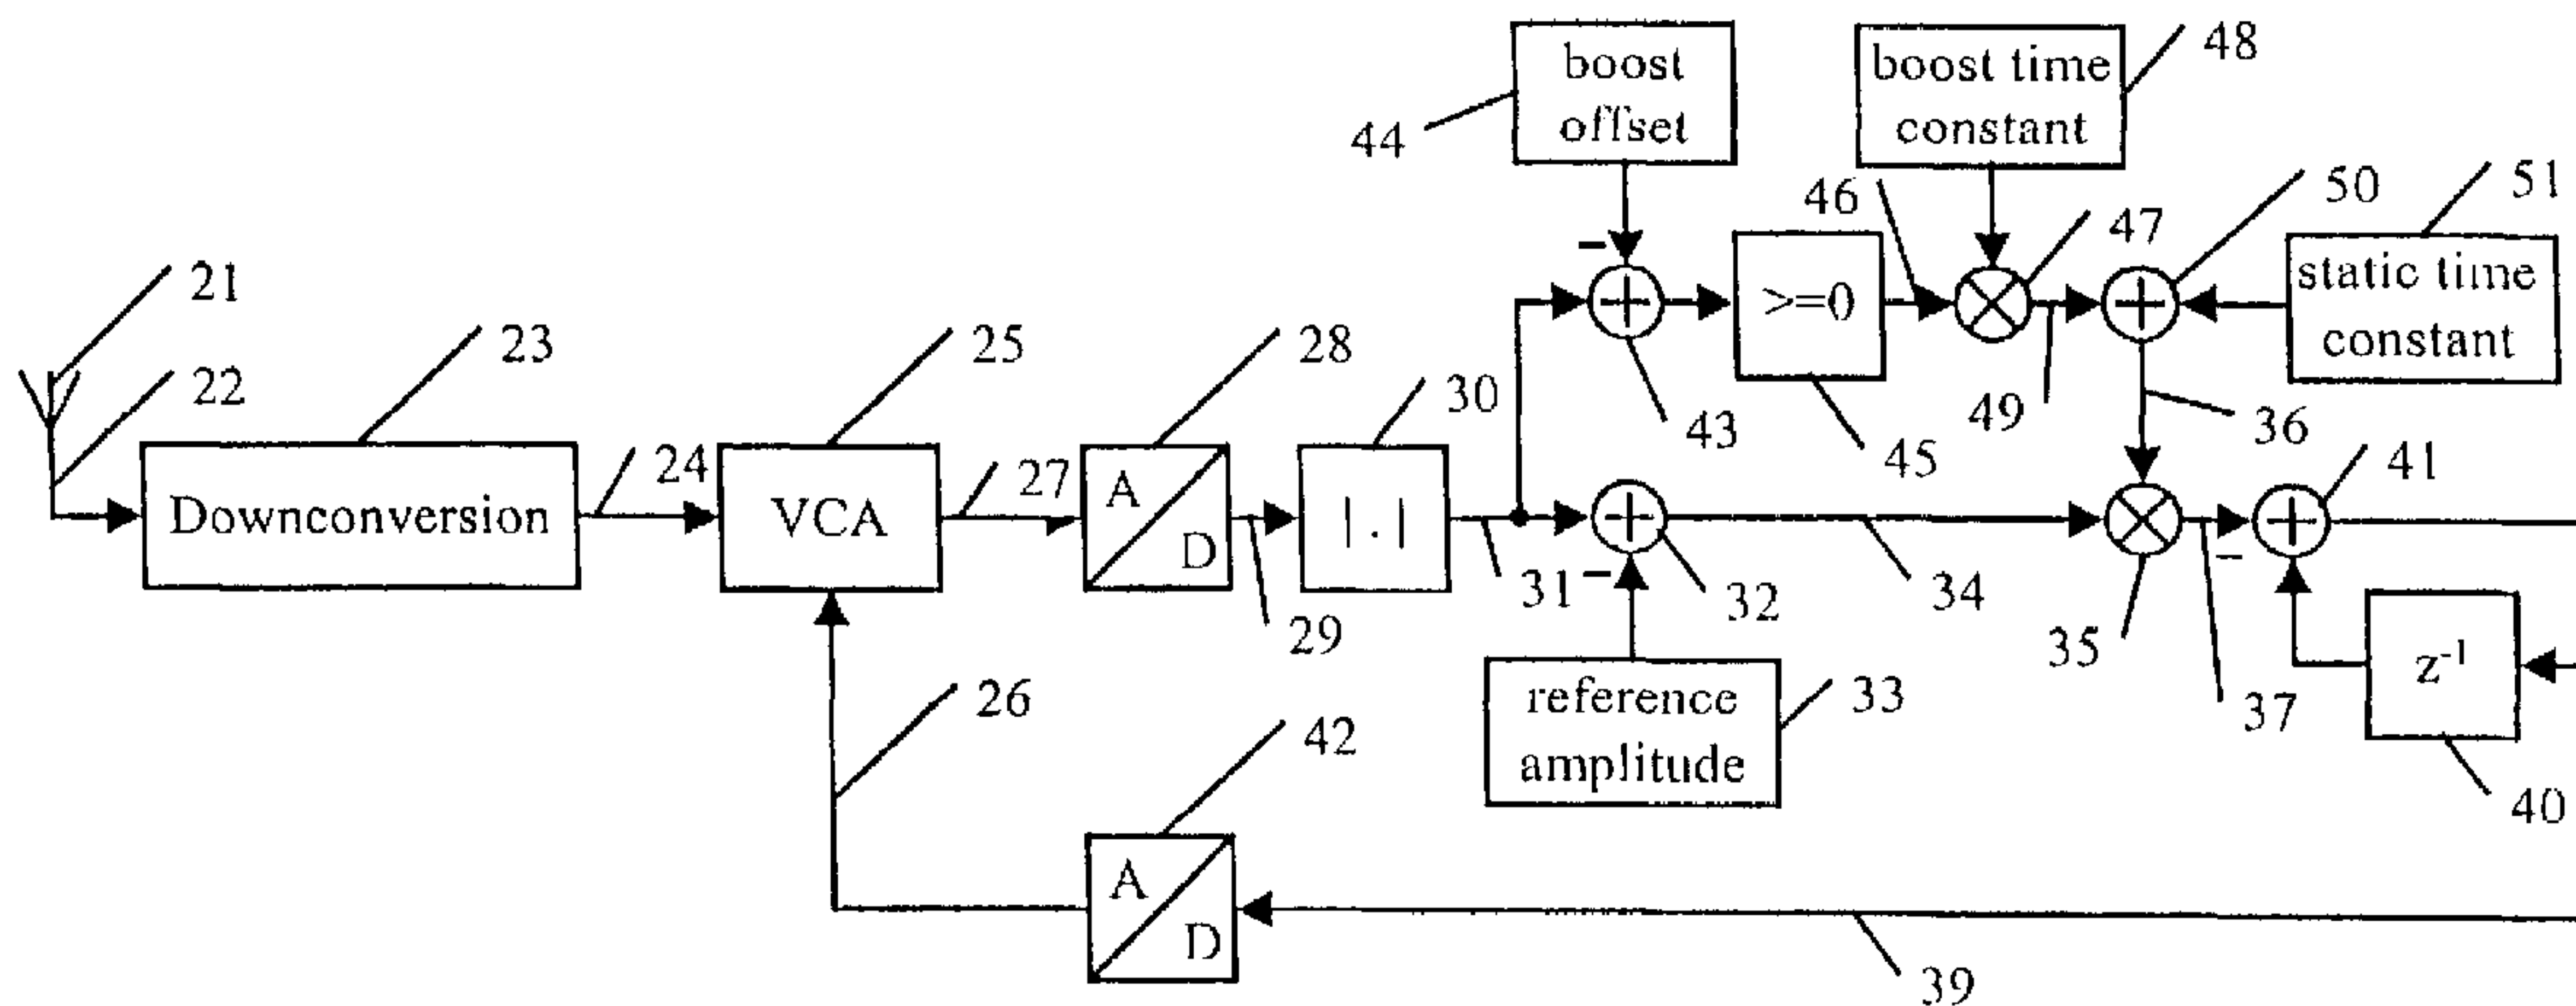 boost
offset
44
boost time
constant
48
46
47
50
51
static time
constant
−
+
>=0
×
+
49
43
45
36
21
22
23
Downconversion
24
25
VCA
27
28
A
D
29
30
|.|
31
−
+
32
34
×
35
37
−
+
41
z-1
40
reference
amplitude
33
26
42
A
D
39